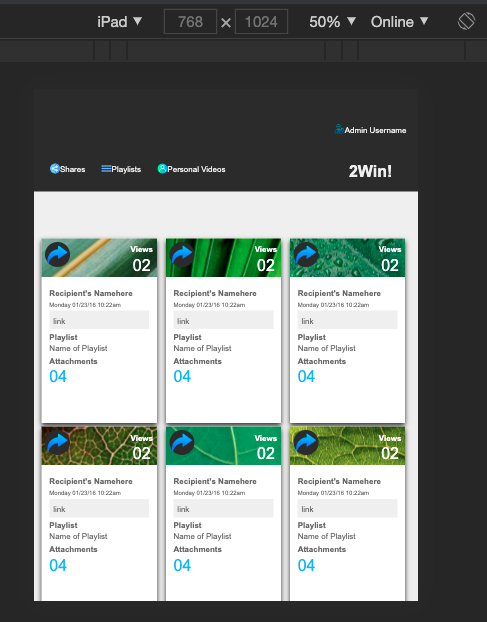 iPad ▼ 768 × 1024 50% ▼ Online ▼
Admin Username
Shares Playlists Personal Videos 2Win!
Views Views Views
02 02 02
Recipient's Namehere Recipient's Namehere Recipient's Namehere
Monday 01/23/16 10:22am Monday 01/23/16 10:22am Monday 01/23/16 10:22am
link link link
Playlist Playlist Playlist
Name of Playlist Name of Playlist Name of Playlist
Attachments Attachments Attachments
04 04 04
Views Views Views
02 02 02
Recipient's Namehere Recipient's Namehere Recipient's Namehere
Monday 01/23/16 10:22am Monday 01/23/16 10:22am Monday 01/23/16 10:22am
link link link
Playlist Playlist Playlist
Name of Playlist Name of Playlist Name of Playlist
Attachments Attachments Attachments
04 04 04